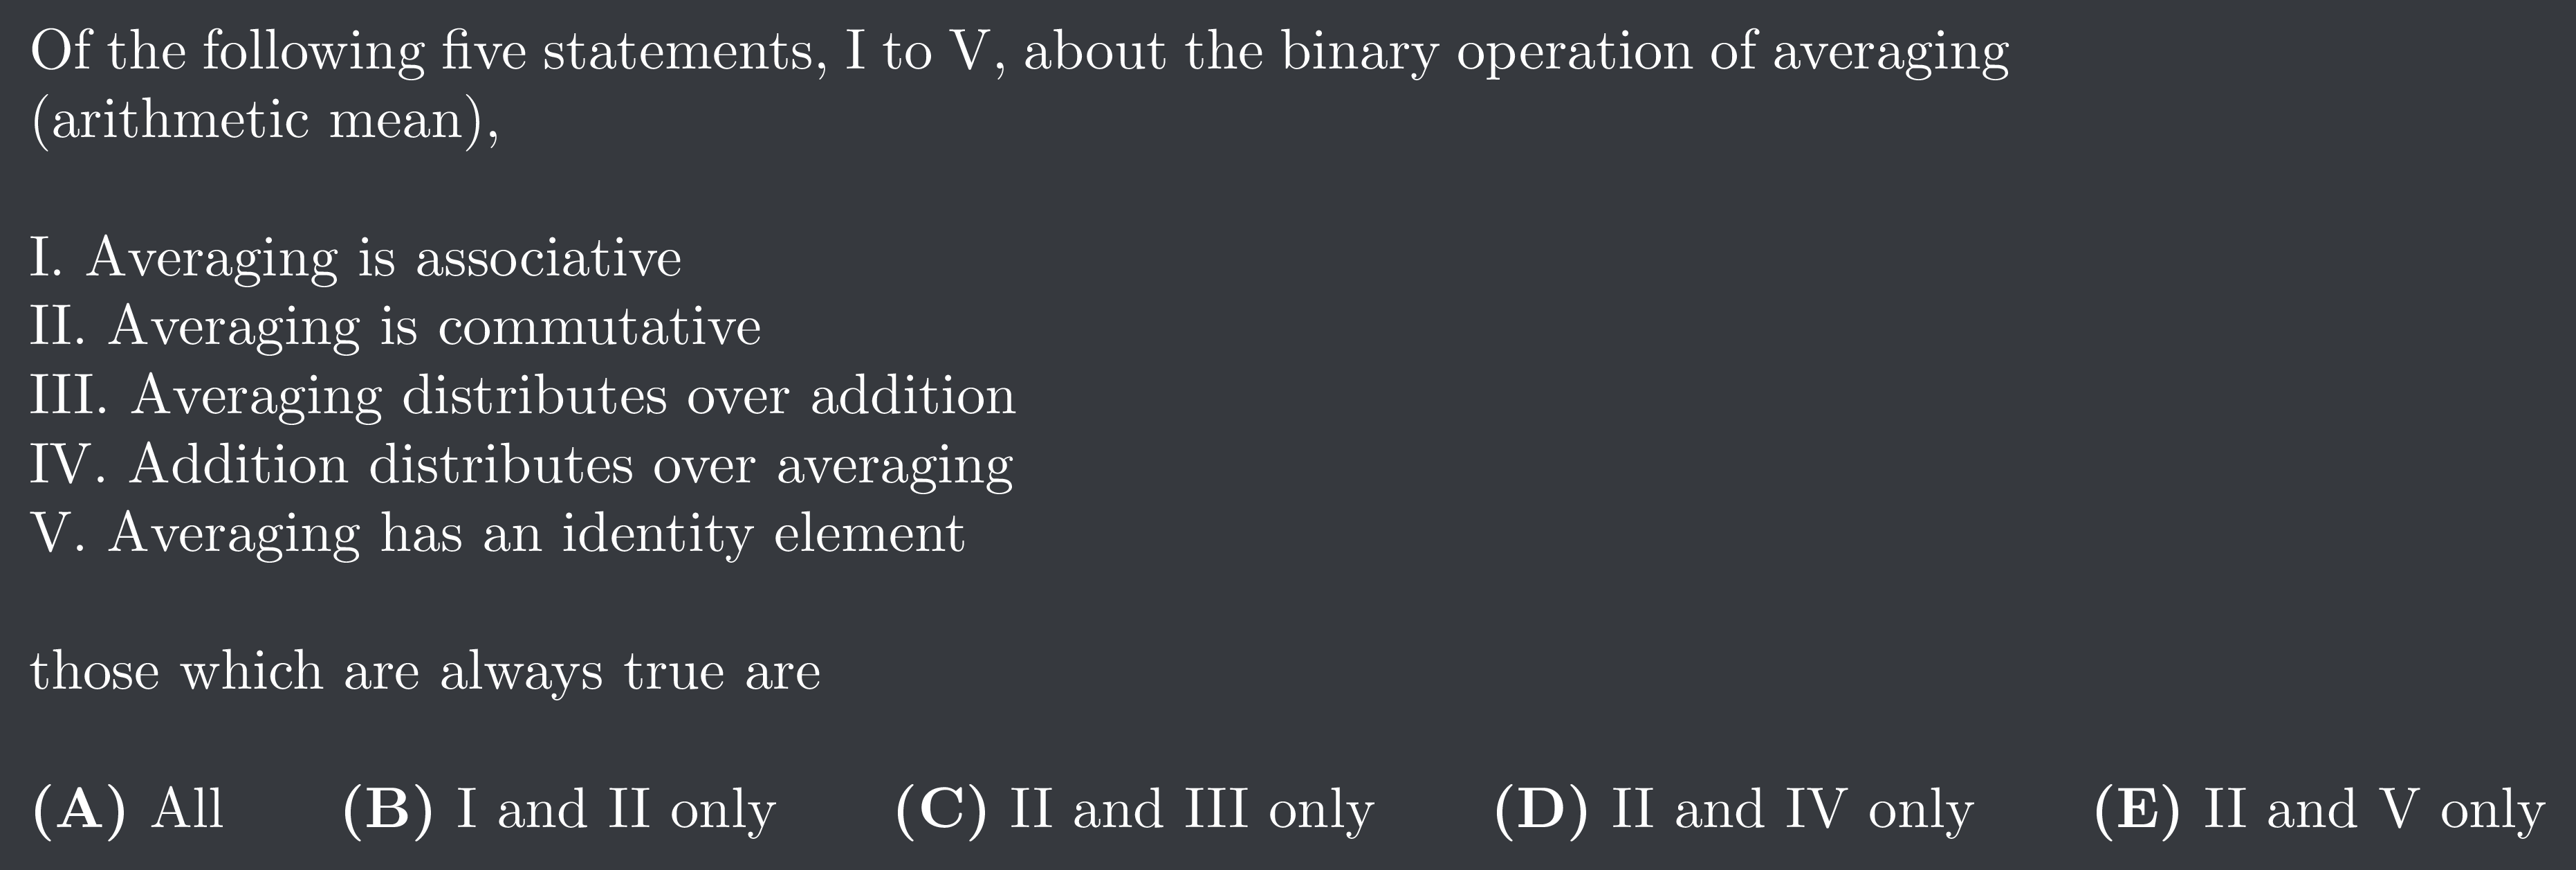 Of the following five statements, I to V, about the binary operation of averaging
(arithmetic mean),
I. Averaging is associative
II. Averaging is commutative
III. Averaging distributes over addition
IV. Addition distributes over averaging
V. Averaging has an identity element
those which are always true are
(A) All (B) I and II only (C) II and III only (D) II and IV only (E) II and V only